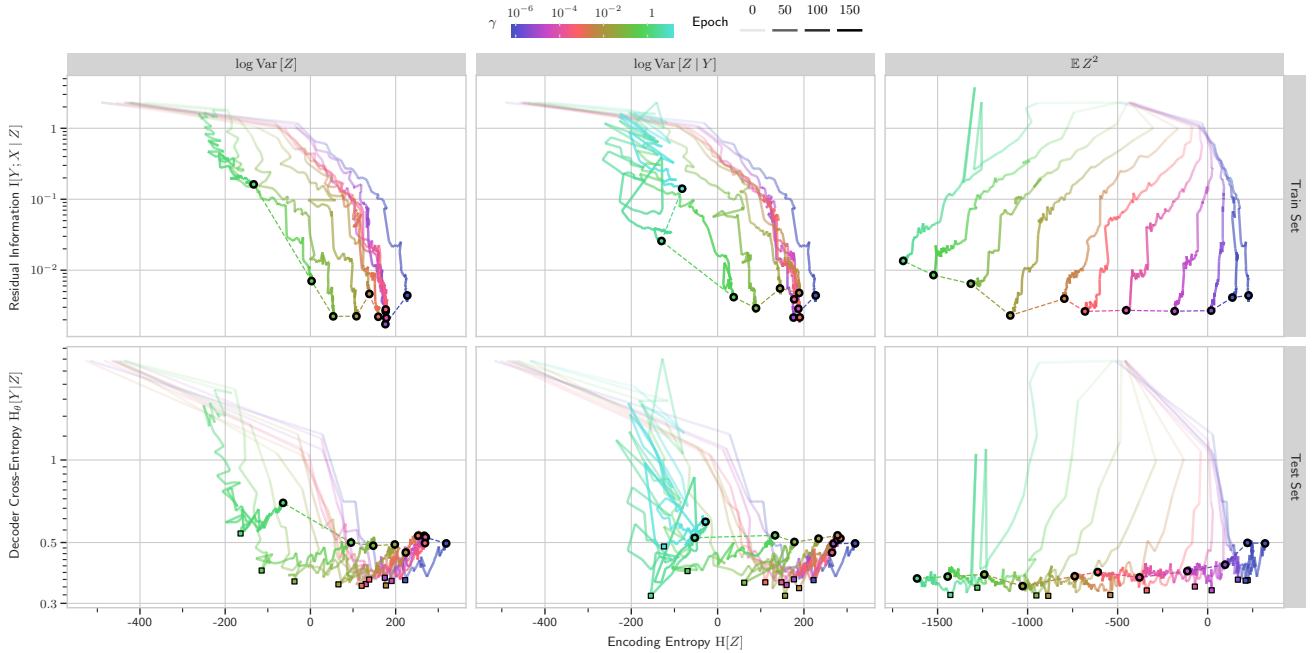 γ 10⁻⁶ 10⁻⁴ 10⁻² 1 Epoch 0 50 100 150
log Var [Z] log Var [Z | Y] 𝔼 Z²
Residual Information I[Y ; X | Z]
1
10⁻¹
10⁻²
Train Set
Decoder Cross-Entropy H_θ[Y|Z]
1
0.5
0.3
Test Set
-400 -200 0 200 -400 -200 0 200 -1500 -1000 -500 0
Encoding Entropy H[Z]